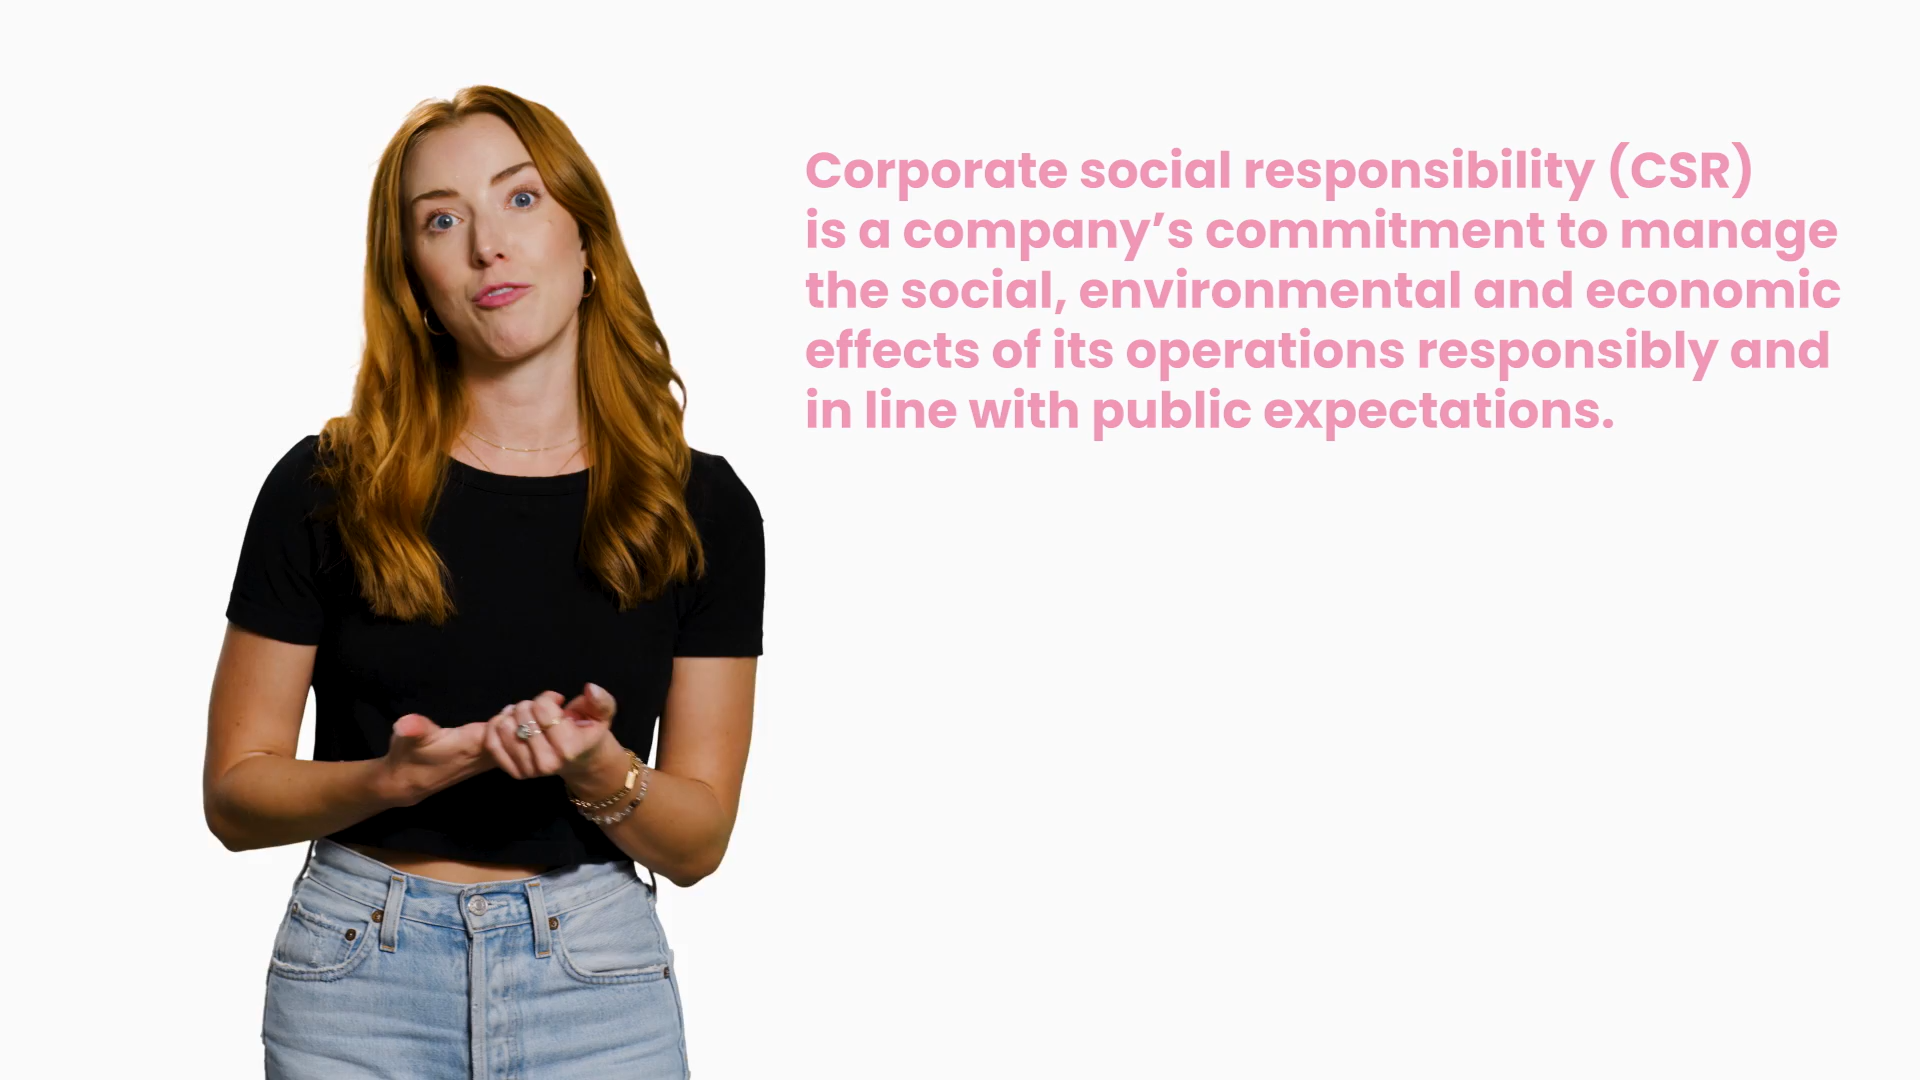 Corporate social responsibility (CSR)
is a company’s commitment to manage
the social, environmental and economic
effects of its operations responsibly and
in line with public expectations.